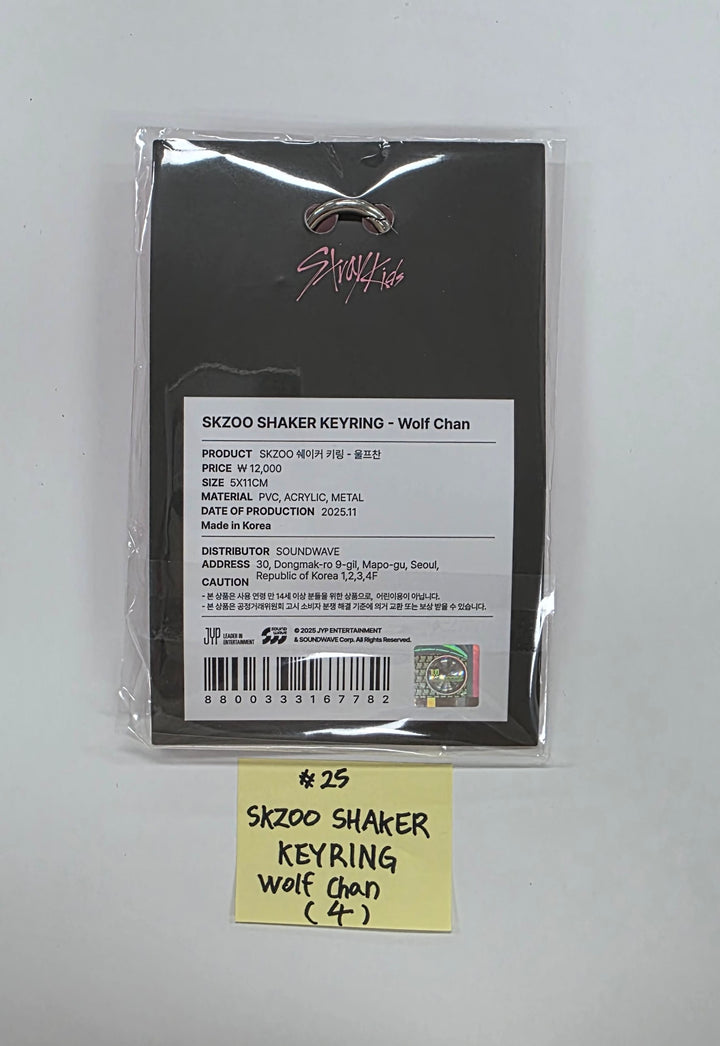 Stray Kids
SKZOO SHAKER KEYRING - Wolf Chan
PRODUCT SKZOO 쉐이커 키링 - 울프찬
PRICE ₩ 12,000
SIZE 5X11CM
MATERIAL PVC, ACRYLIC, METAL
DATE OF PRODUCTION 2025.11
Made in Korea
DISTRIBUTOR SOUNDWAVE
ADDRESS 30, Dongmak-ro 9-gil, Mapo-gu, Seoul,
Republic of Korea 1,2,3,4F
CAUTION
- 본 상품은 사용 연령 만 14세 이상 분들을 위한 상품으로, 어린이용이 아닙니다.
- 본 상품은 공정거래위원회 고시 소비자 분쟁 해결 기준에 의거 교환 또는 보상 받을 수 있습니다.
JYP LEADER IN
ENTERTAINMENT
sound
wave
© 2025 JYP ENTERTAINMENT
& SOUNDWAVE Corp. All Rights Reserved.
8800333167782
#25
SKZOO SHAKER
KEYRING
Wolf Chan
(4)